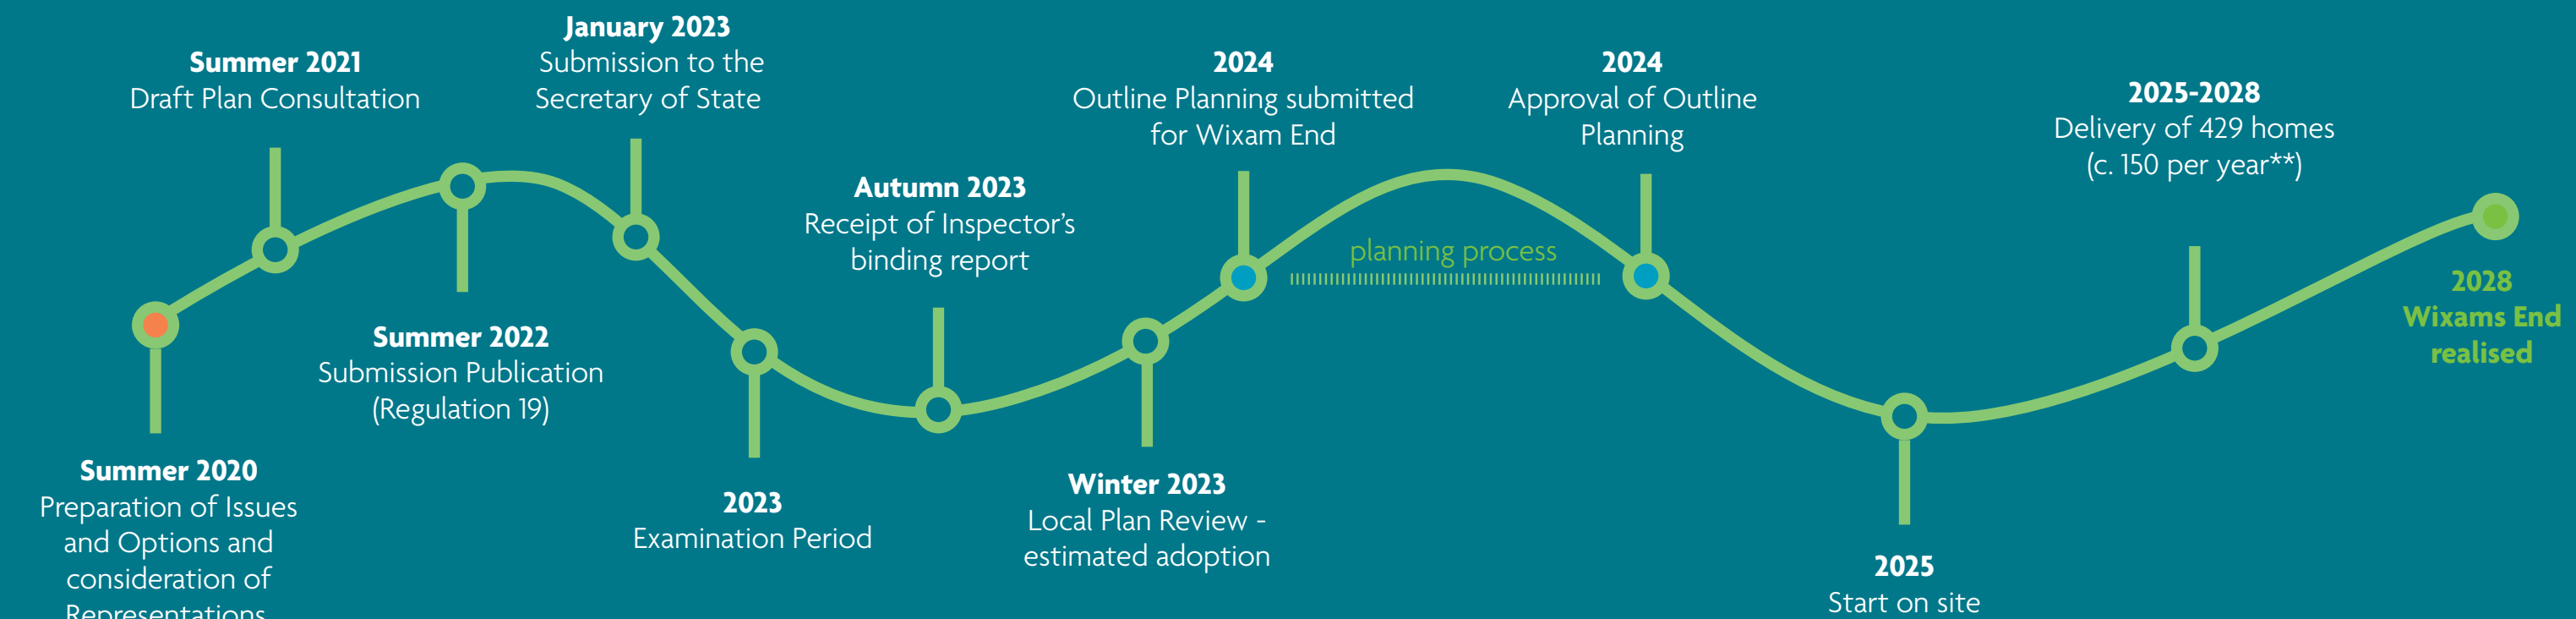 Summer 2020
Preparation of Issues
and Options and
consideration of
Representations
Summer 2021
Draft Plan Consultation
Summer 2022
Submission Publication
(Regulation 19)
January 2023
Submission to the
Secretary of State
2023
Examination Period
Autumn 2023
Receipt of Inspector’s
binding report
Winter 2023
Local Plan Review -
estimated adoption
2024
Outline Planning submitted
for Wixam End
planning process
2024
Approval of Outline
Planning
2025
Start on site
2025-2028
Delivery of 429 homes
(c. 150 per year**)
2028
Wixams End
realised